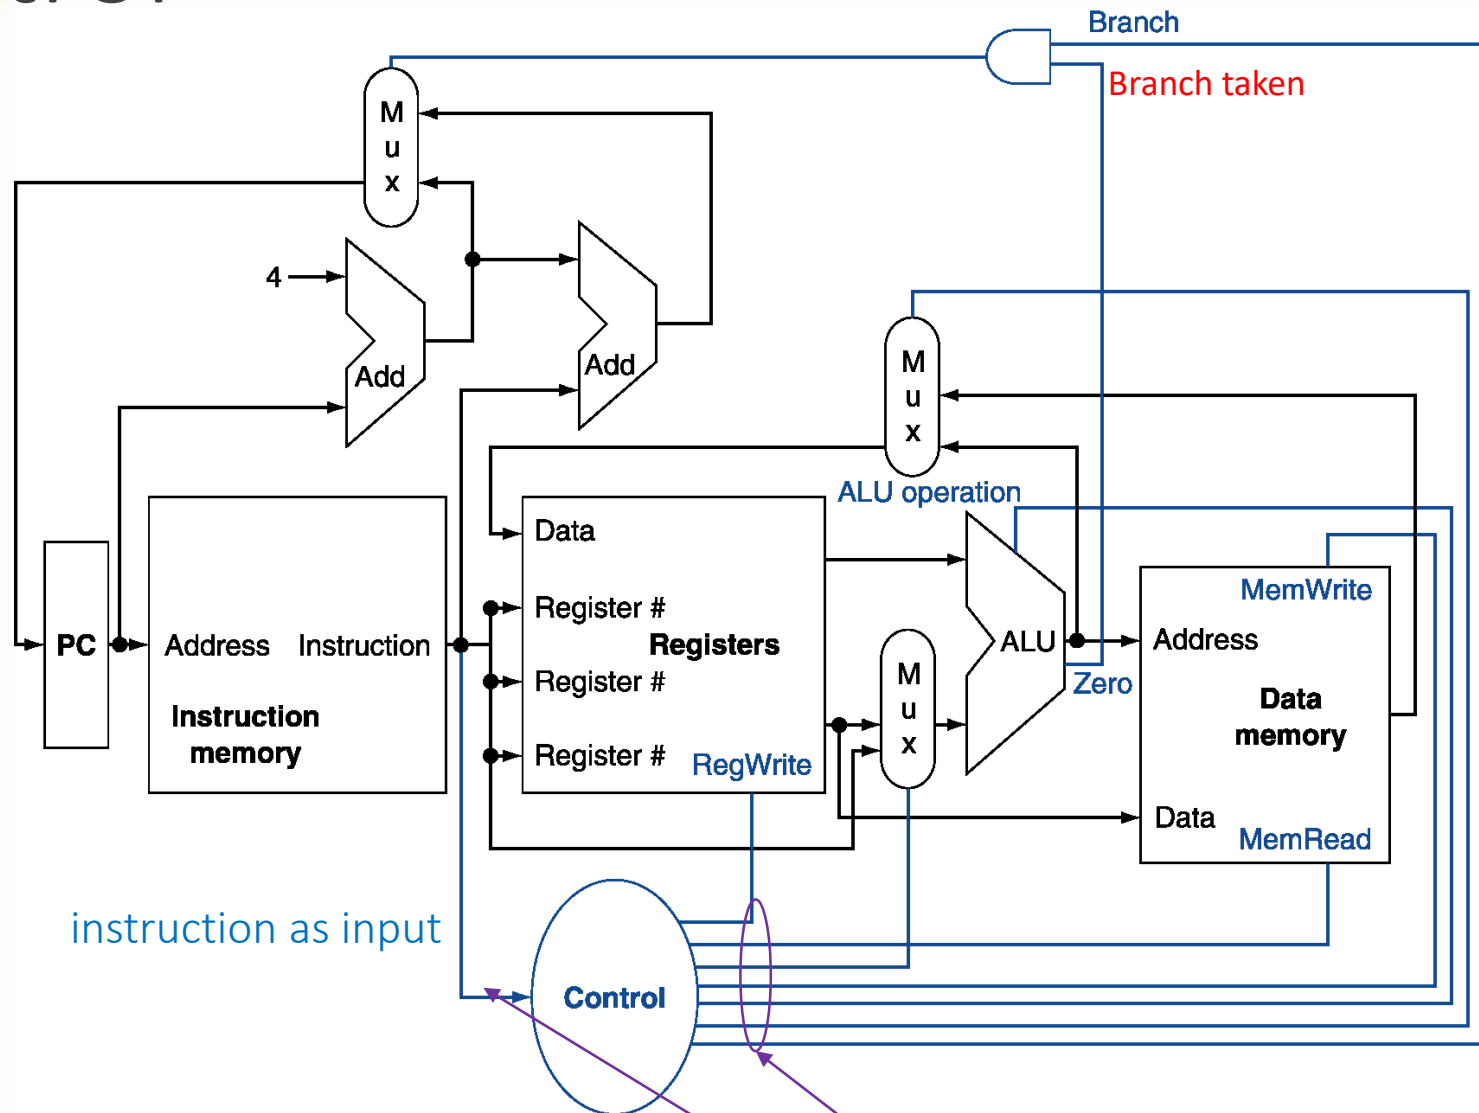 Branch
Branch taken
M
u
x
4
Add
Add
M
u
x
ALU operation
Data
Register #
Registers
Register #
Register #
RegWrite
PC
Address
Instruction
Instruction
memory
M
u
x
ALU
Zero
MemWrite
Address
Data
memory
Data
MemRead
instruction as input
Control